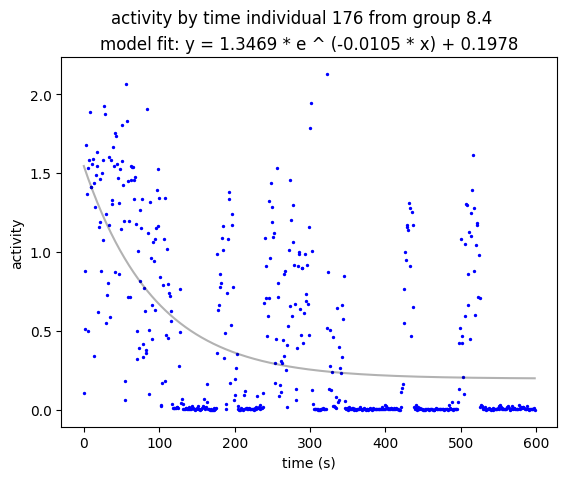 activity by time individual 176 from group 8.4
model fit: y = 1.3469 * e ^ (-0.0105 * x) + 0.1978
2.0
1.5
1.0
0.5
0.0
activity
0 100 200 300 400 500 600
time (s)